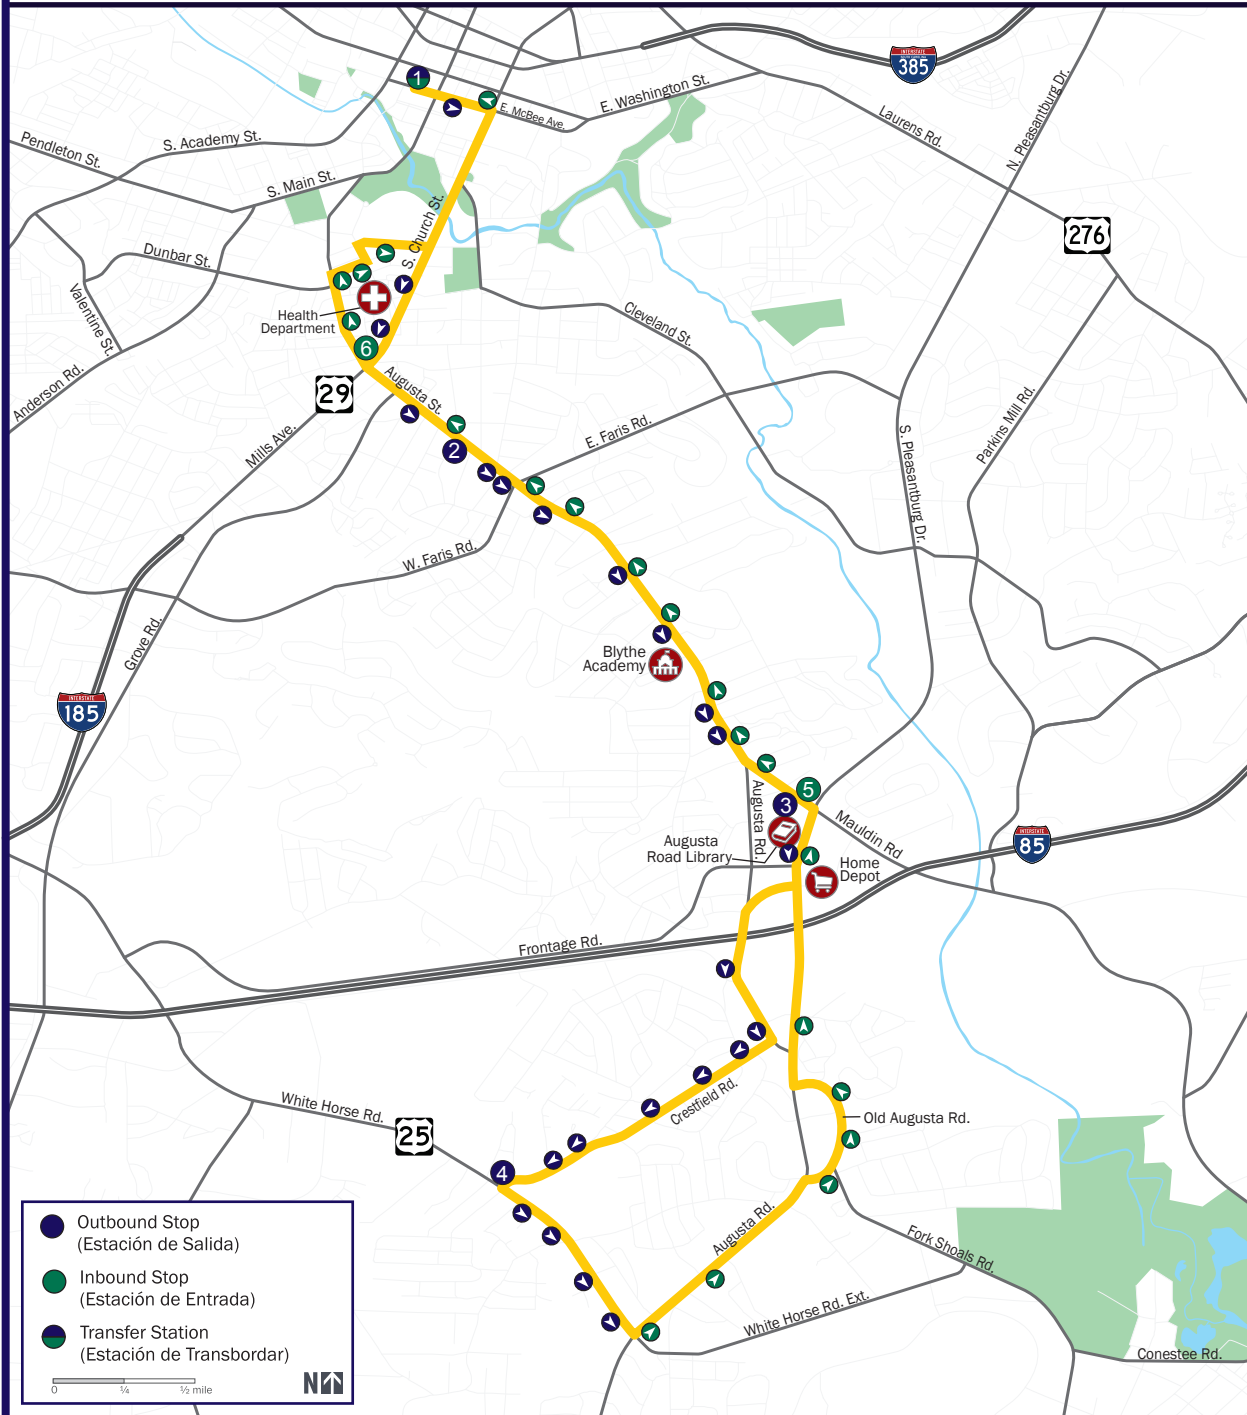 INTERSTATE
385
1
E. McBee Ave.
E. Washington St.
Laurens Rd.
N. Pleasantburg Dr.
S. Academy St.
Pendleton St.
S. Main St.
S. Church St.
276
Dunbar St.
Valentine St.
Health
Department
6
Cleveland St.
29
Anderson Rd.
Augusta St.
Mills Ave.
2
E. Faris Rd.
S. Pleasantburg Dr.
Parkins Mill Rd.
W. Faris Rd.
Grove Rd.
Blythe
Academy
INTERSTATE
185
5
3
Augusta Rd.
Mauldin Rd
Augusta
Road Library
Home
Depot
INTERSTATE
85
Frontage Rd.
Crestfield Rd.
White Horse Rd.
25
Old Augusta Rd.
4
Augusta Rd.
Fork Shoals Rd.
White Horse Rd. Ext.
Conestee Rd.
Outbound Stop
(Estación de Salida)
Inbound Stop
(Estación de Entrada)
Transfer Station
(Estación de Transbordar)
0 ¼ ½ mile
N